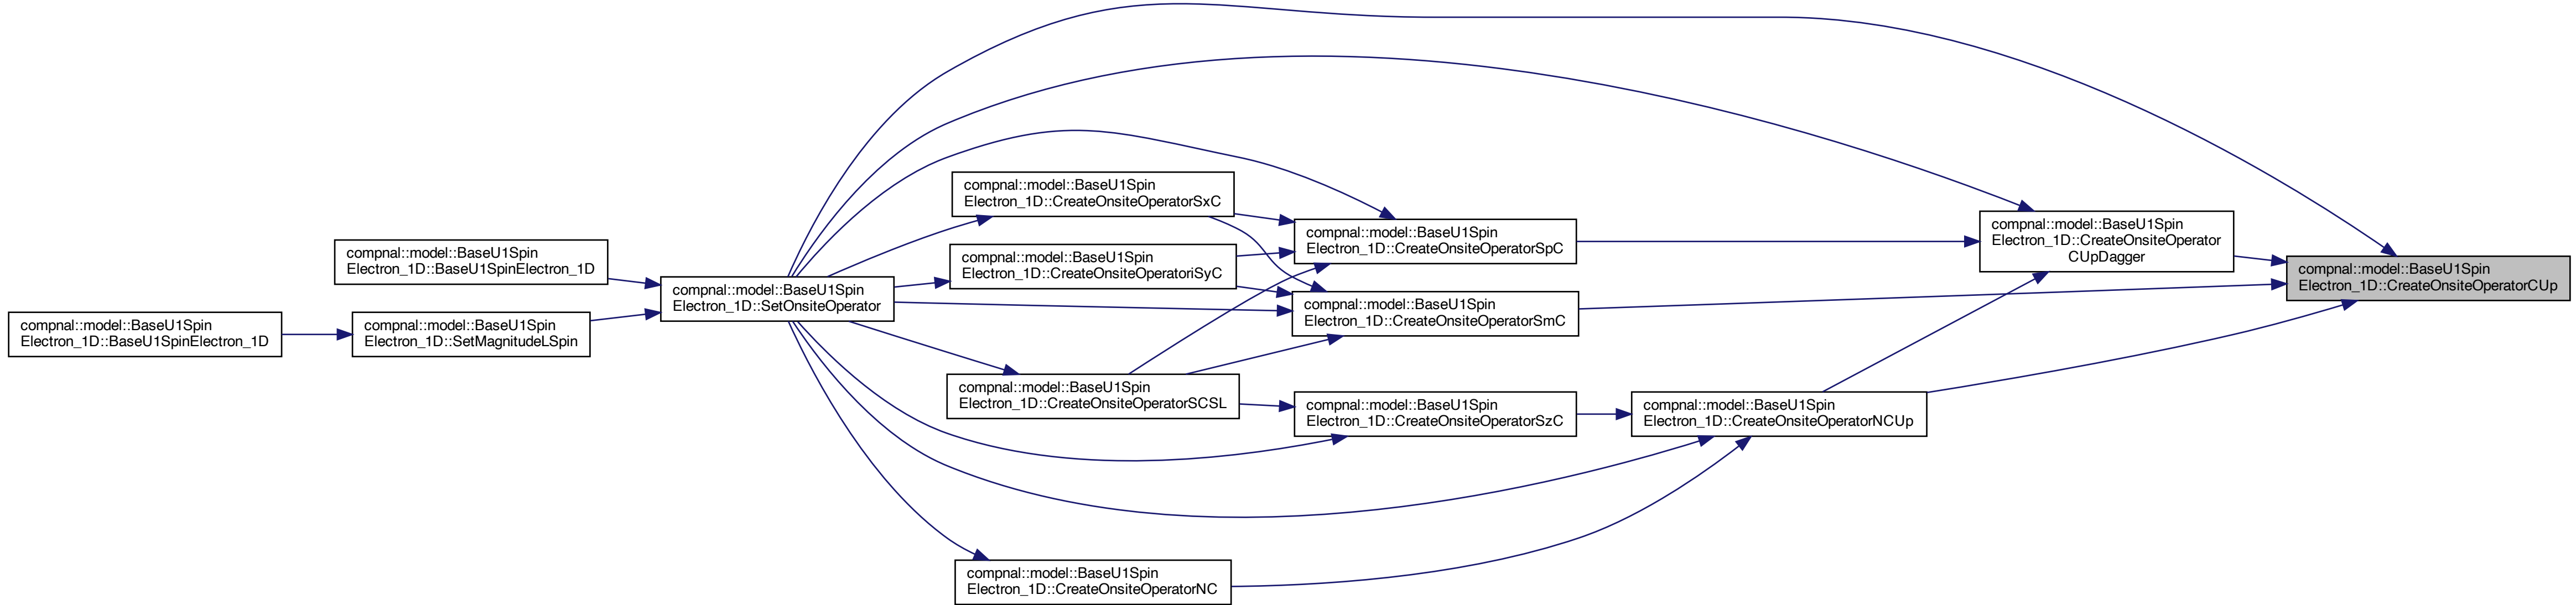 compnal::model::BaseU1Spin
Electron_1D::BaseU1SpinElectron_1D
compnal::model::BaseU1Spin
Electron_1D::BaseU1SpinElectron_1D
compnal::model::BaseU1Spin
Electron_1D::SetMagnitudeLSpin
compnal::model::BaseU1Spin
Electron_1D::SetOnsiteOperator
compnal::model::BaseU1Spin
Electron_1D::CreateOnsiteOperatorSxC
compnal::model::BaseU1Spin
Electron_1D::CreateOnsiteOperatoriSyC
compnal::model::BaseU1Spin
Electron_1D::CreateOnsiteOperatorSCSL
compnal::model::BaseU1Spin
Electron_1D::CreateOnsiteOperatorNC
compnal::model::BaseU1Spin
Electron_1D::CreateOnsiteOperatorSpC
compnal::model::BaseU1Spin
Electron_1D::CreateOnsiteOperatorSmC
compnal::model::BaseU1Spin
Electron_1D::CreateOnsiteOperatorSzC
compnal::model::BaseU1Spin
Electron_1D::CreateOnsiteOperatorNCUp
compnal::model::BaseU1Spin
Electron_1D::CreateOnsiteOperator
CUpDagger
compnal::model::BaseU1Spin
Electron_1D::CreateOnsiteOperatorCUp